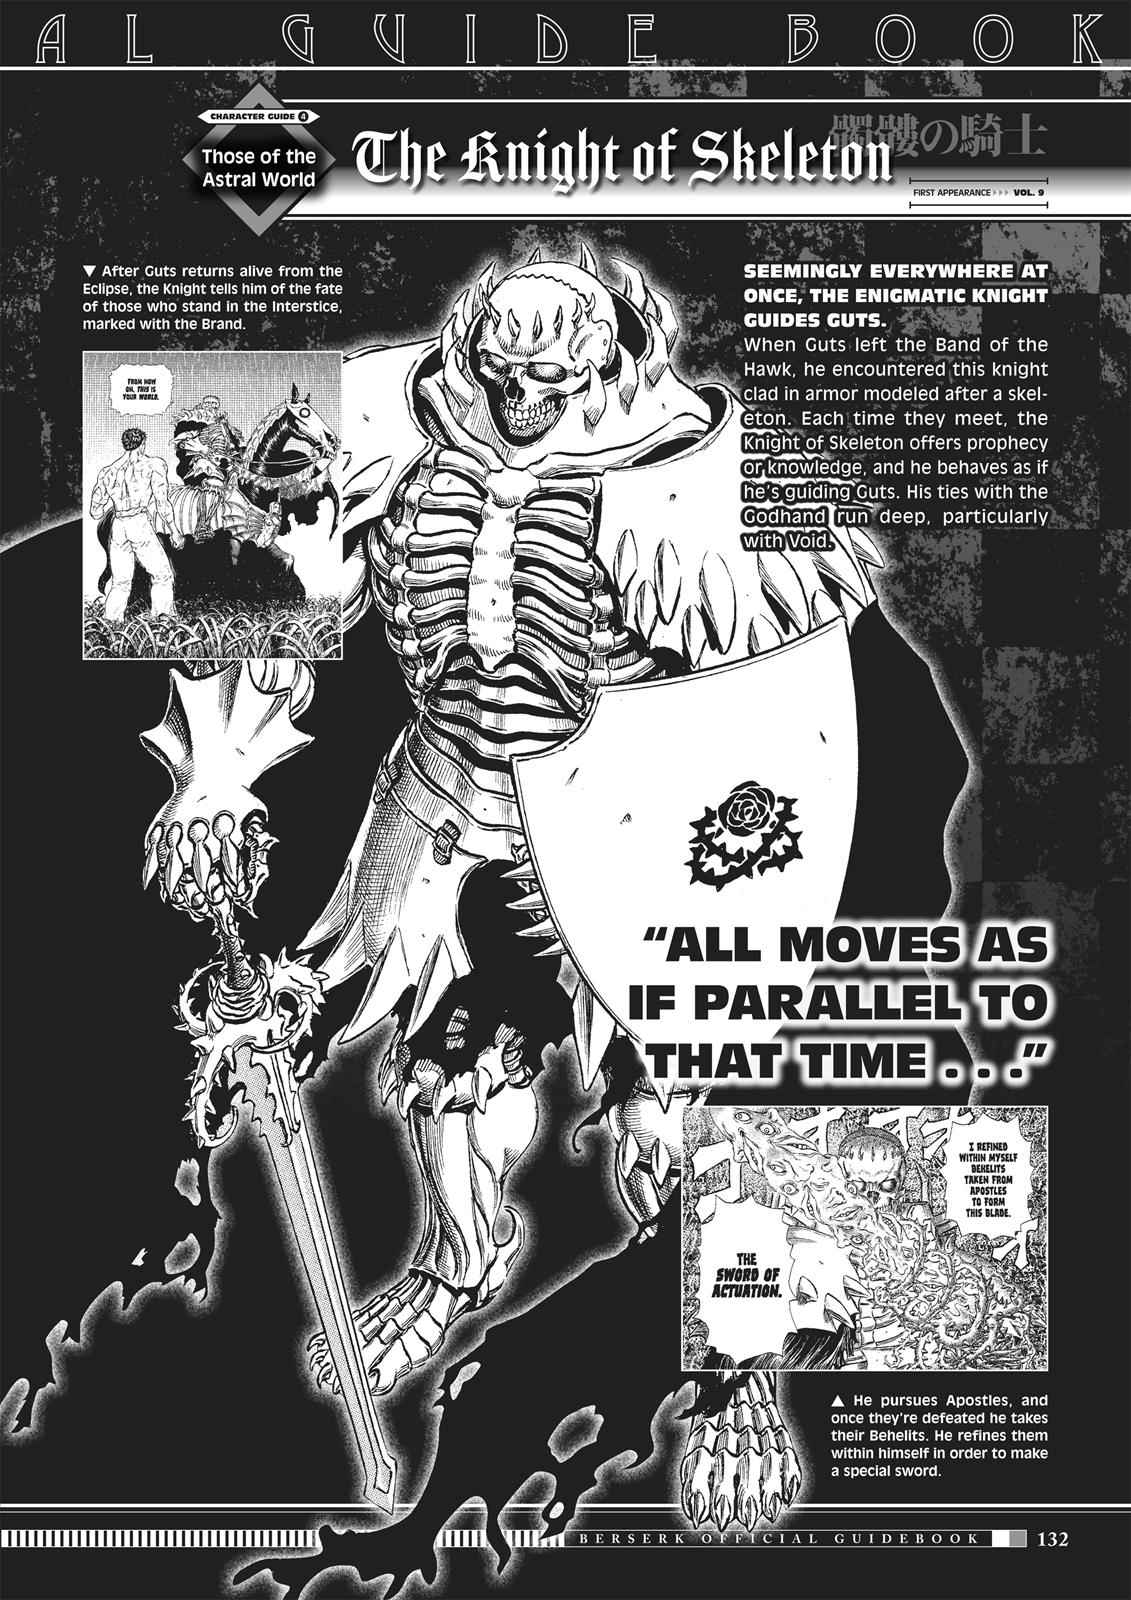 AL GUIDE BOOK
CHARACTER GUIDE 4
Those of the
Astral World
The Knight of Skeleton
髑髏の騎士
FIRST APPEARANCE ▷▷▷ VOL. 9
▼ After Guts returns alive from the
Eclipse, the Knight tells him of the fate
of those who stand in the Interstice,
marked with the Brand.
FROM NOW
ON, THIS IS
YOUR WORLD.
SEEMINGLY EVERYWHERE AT
ONCE, THE ENIGMATIC KNIGHT
GUIDES GUTS.
When Guts left the Band of the
Hawk, he encountered this knight
clad in armor modeled after a skel-
eton. Each time they meet, the
Knight of Skeleton offers prophecy
or knowledge, and he behaves as if
he's guiding Guts. His ties with the
Godhand run deep, particularly
with Void.
“ALL MOVES AS
IF PARALLEL TO
THAT TIME . . .”
I REFINED
WITHIN MYSELF
BEHELITS
TAKEN FROM
APOSTLES
TO FORM
THIS BLADE.
THE
SWORD OF
ACTUATION.
▲ He pursues Apostles, and
once they're defeated he takes
their Behelits. He refines them
within himself in order to make
a special sword.
BERSERK OFFICIAL GUIDEBOOK
132